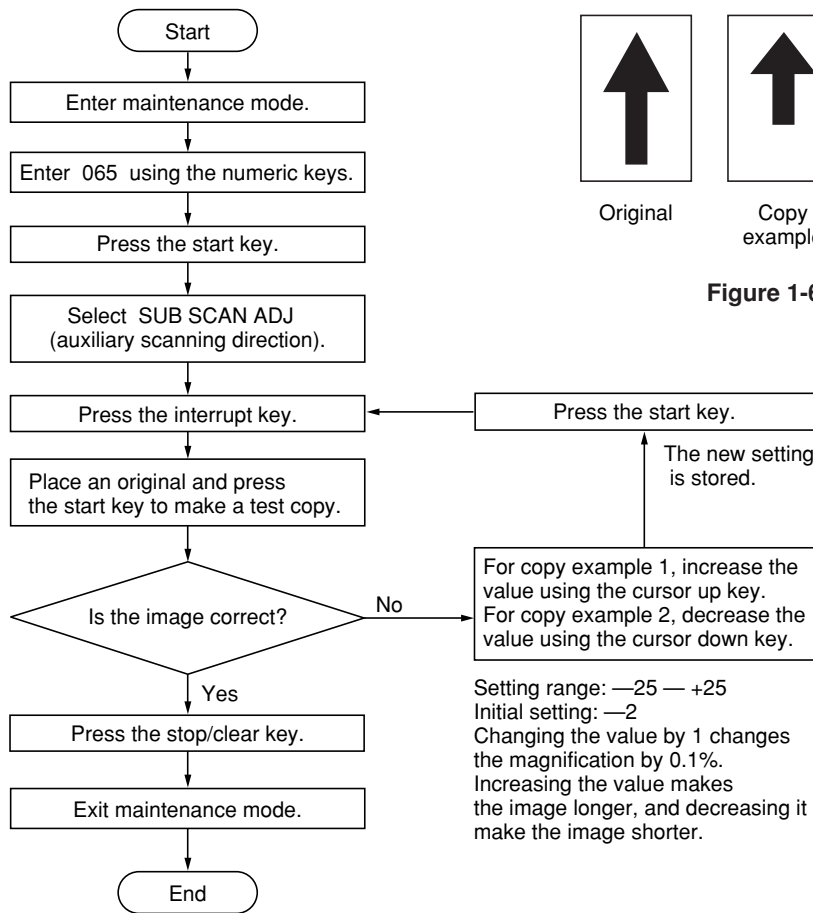 Start
Enter maintenance mode.
Enter 065 using the numeric keys.
Press the start key.
Select SUB SCAN ADJ
(auxiliary scanning direction).
Press the interrupt key.
Place an original and press
the start key to make a test copy.
Is the image correct?
Yes
Press the stop/clear key.
Exit maintenance mode.
End
No
For copy example 1, increase the
value using the cursor up key.
For copy example 2, decrease the
value using the cursor down key.
The new setting
is stored.
Press the start key.
Setting range: —25 — +25
Initial setting: —2
Changing the value by 1 changes
the magnification by 0.1%.
Increasing the value makes
the image longer, and decreasing it
make the image shorter.
Original
Copy
example
Figure 1-6